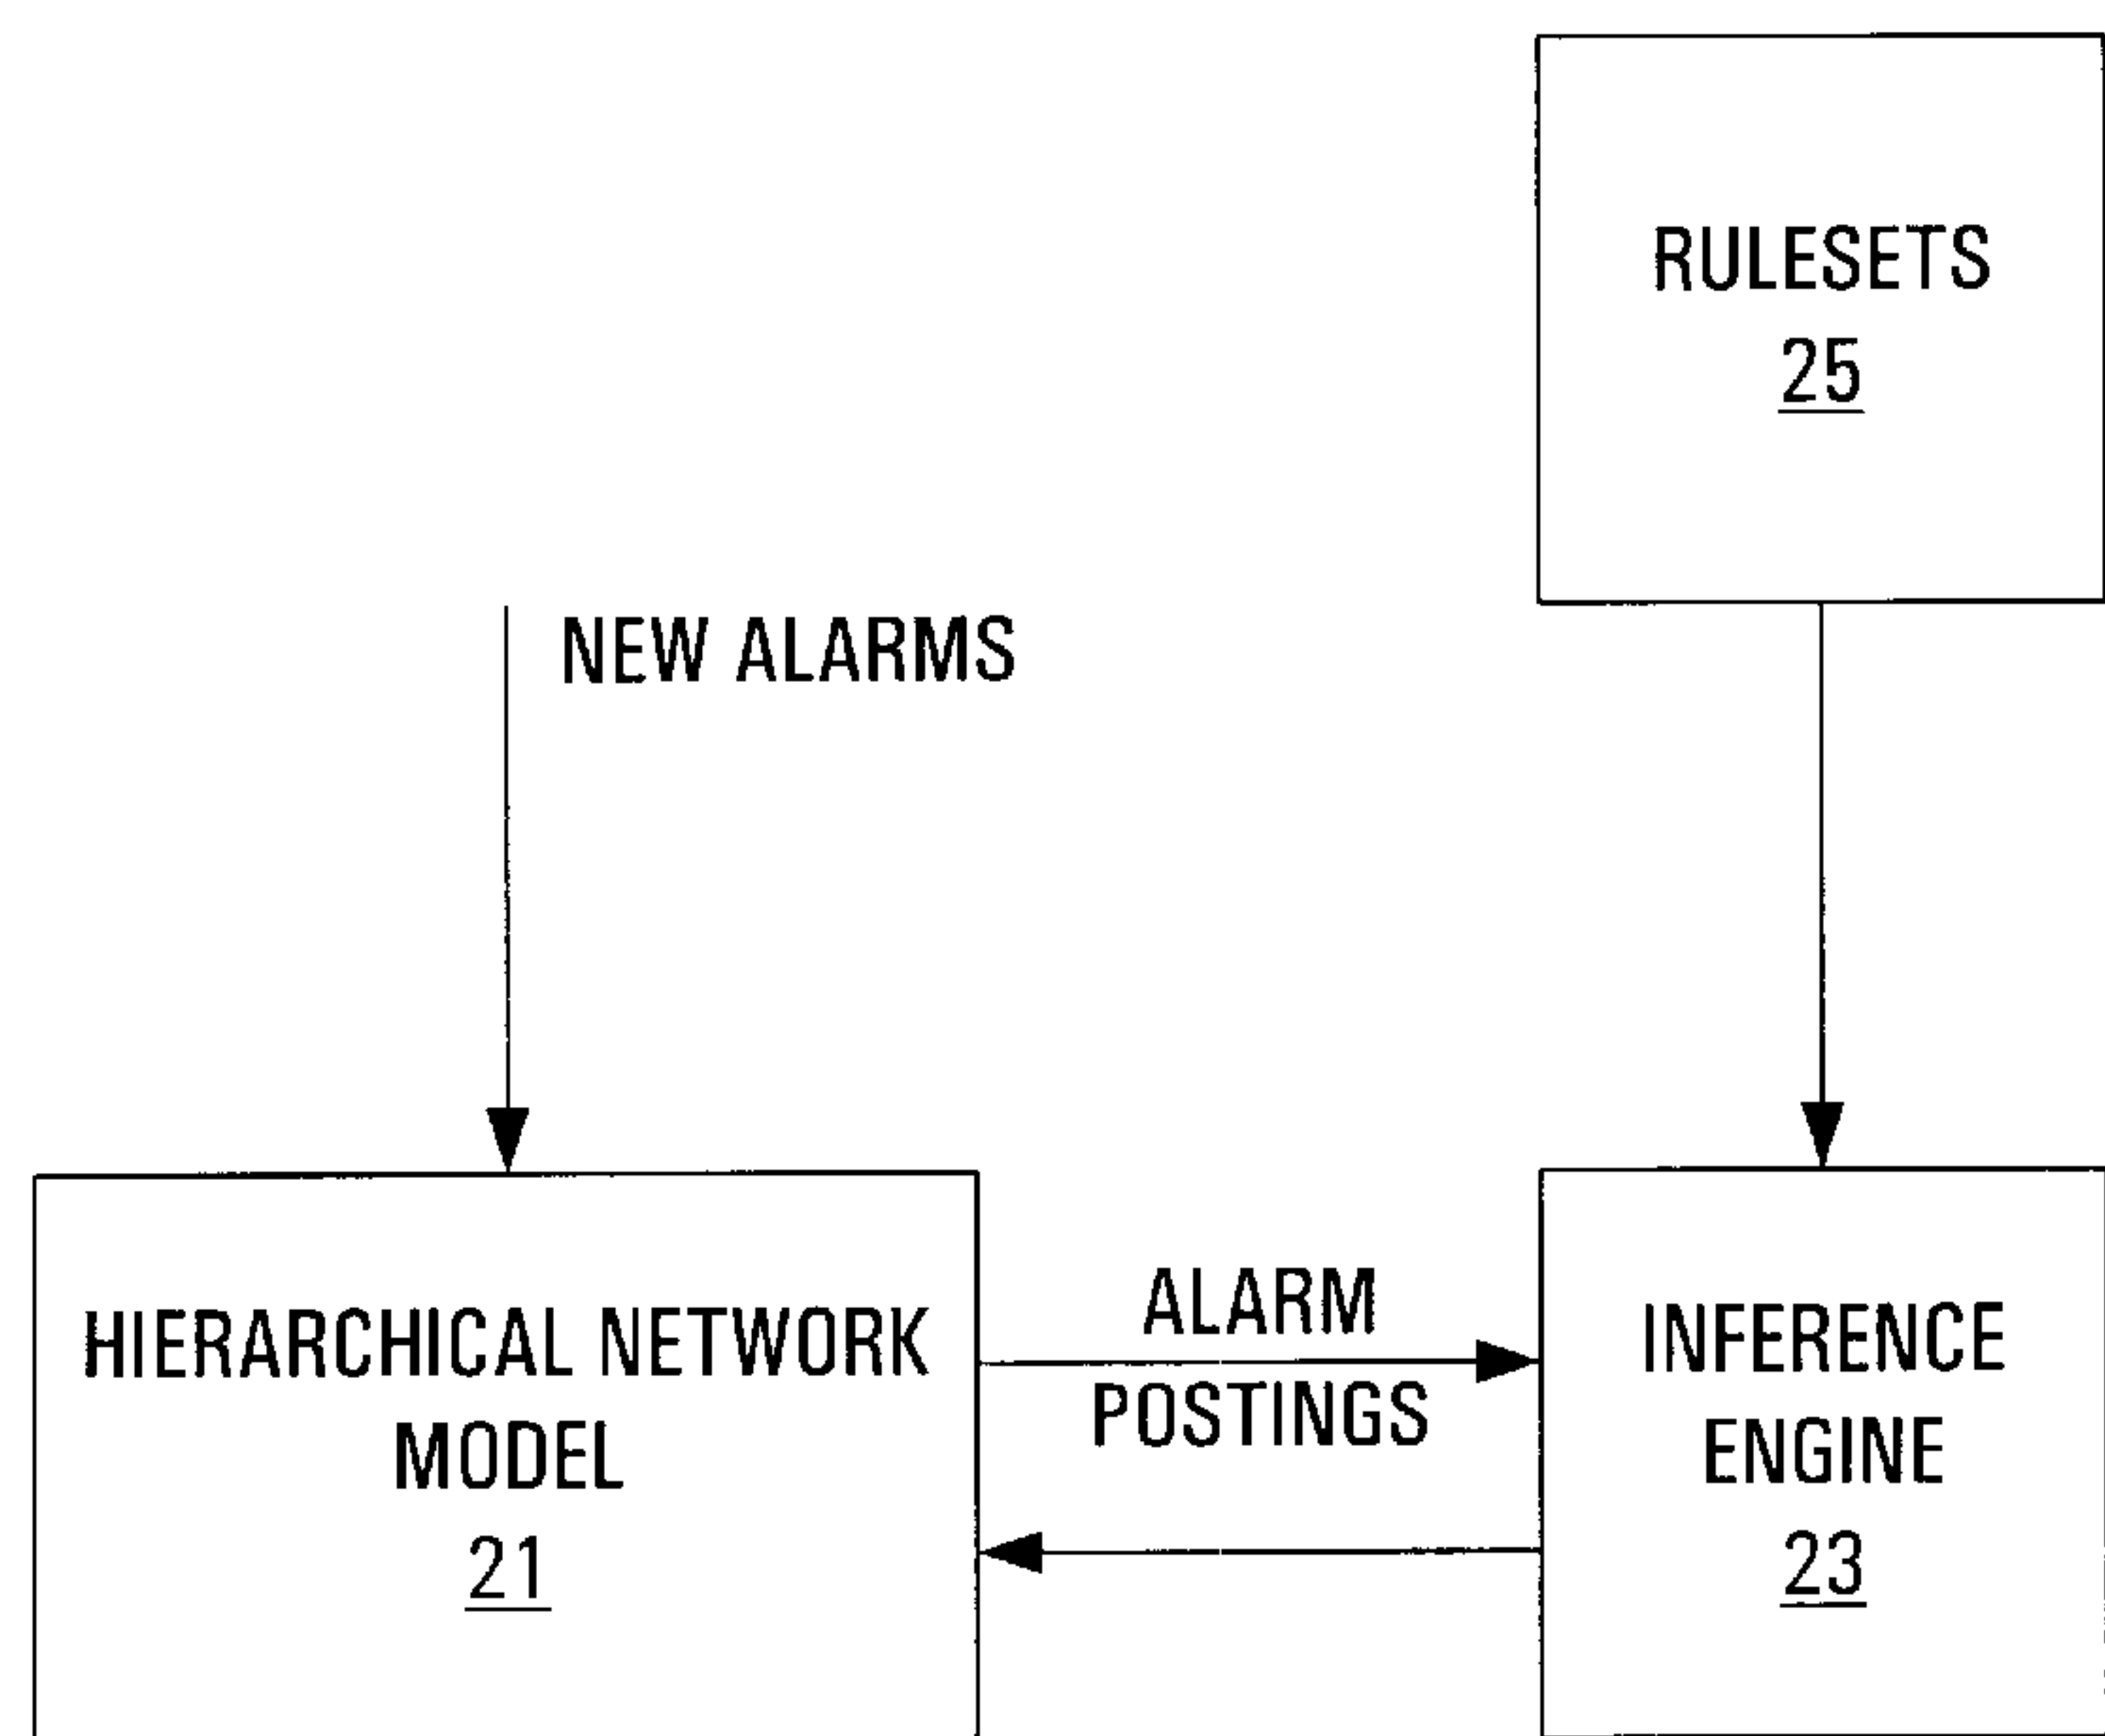 RULESETS
25
NEW ALARMS
ALARM
POSTINGS
HIERARCHICAL NETWORK
MODEL
21
INFERENCE
ENGINE
23